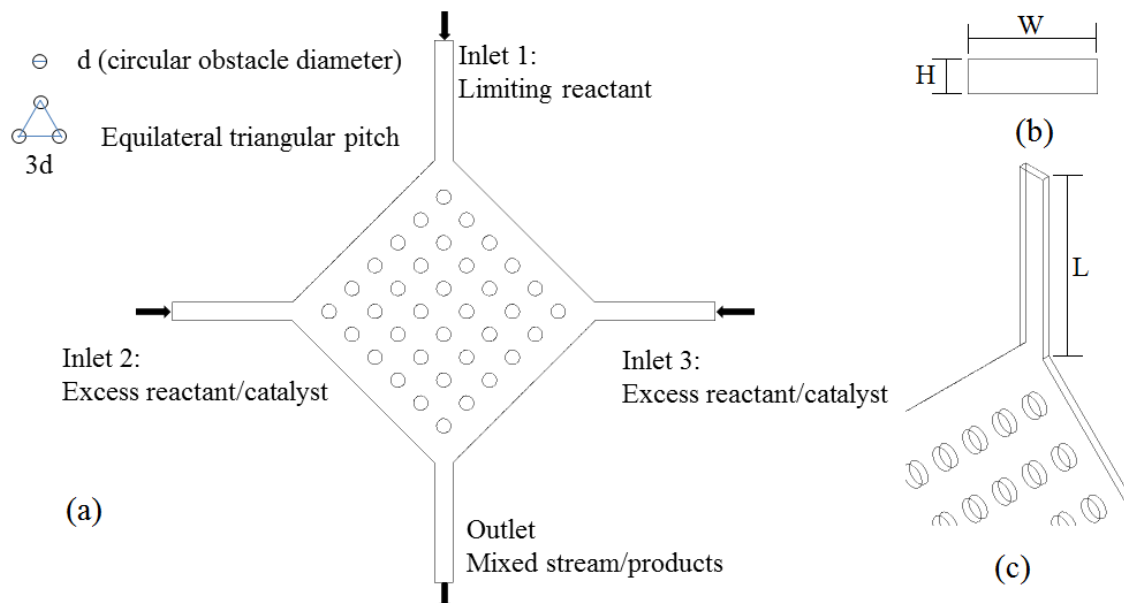 d (circular obstacle diameter)
Equilateral triangular pitch
3d
Inlet 1:
Limiting reactant
Inlet 2:
Excess reactant/catalyst
Inlet 3:
Excess reactant/catalyst
Outlet
Mixed stream/products
(a)
W
H
(b)
L
(c)